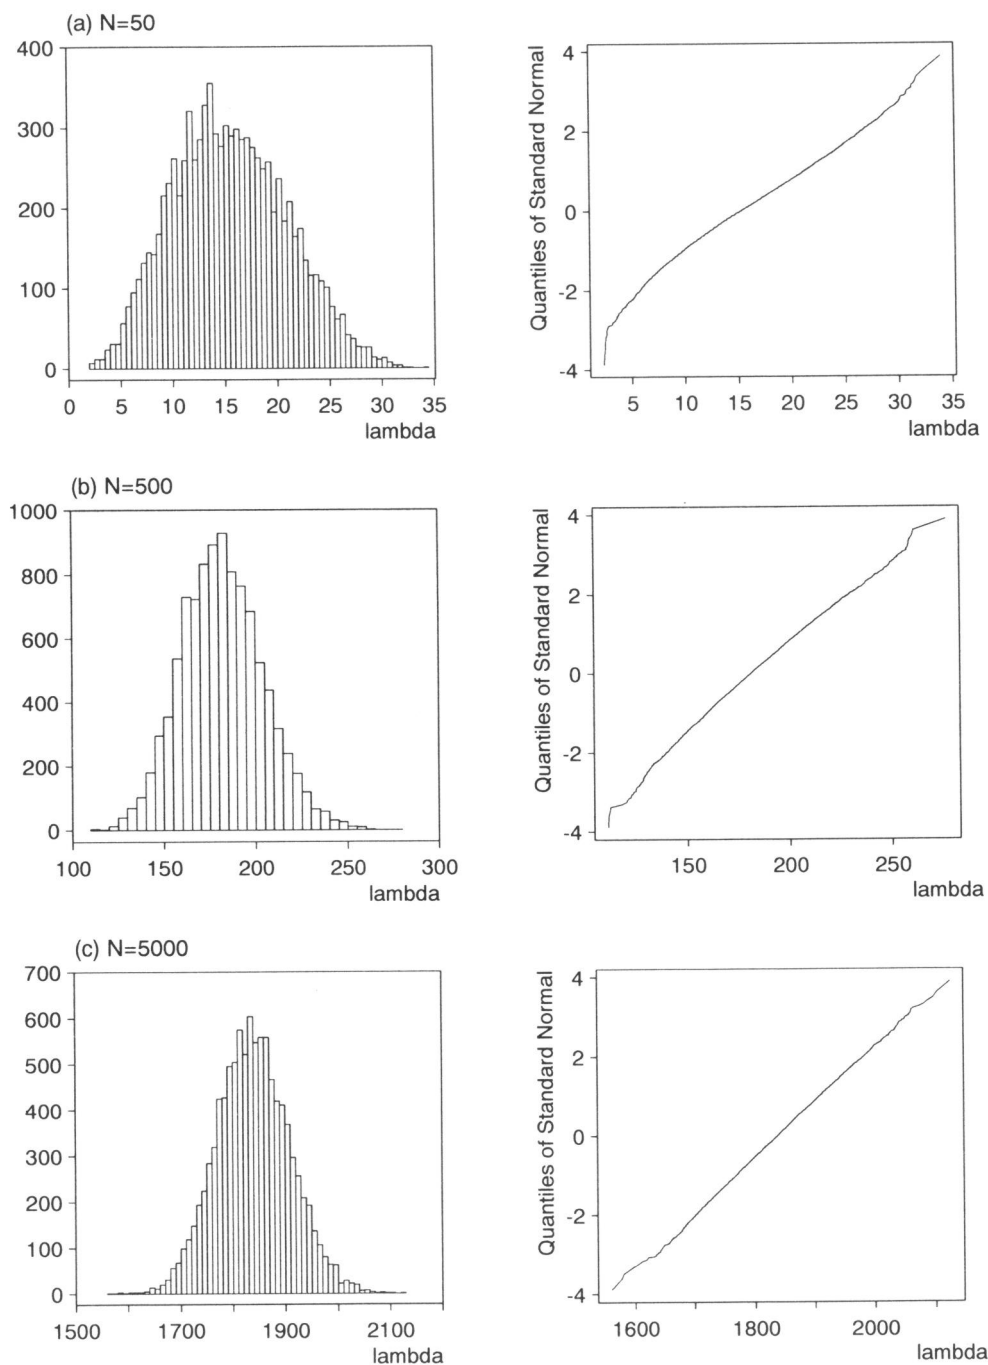 (a) N=50
400
300
200
100
0
0 5 10 15 20 25 30 35
lambda
Quantiles of Standard Normal
4
2
0
-2
-4
5 10 15 20 25 30 35
lambda
(b) N=500
1000
800
600
400
200
0
100 150 200 250 300
lambda
Quantiles of Standard Normal
4
2
0
-2
-4
150 200 250
lambda
(c) N=5000
700
600
500
400
300
200
100
0
1500 1700 1900 2100
lambda
Quantiles of Standard Normal
4
2
0
-2
-4
1600 1800 2000
lambda